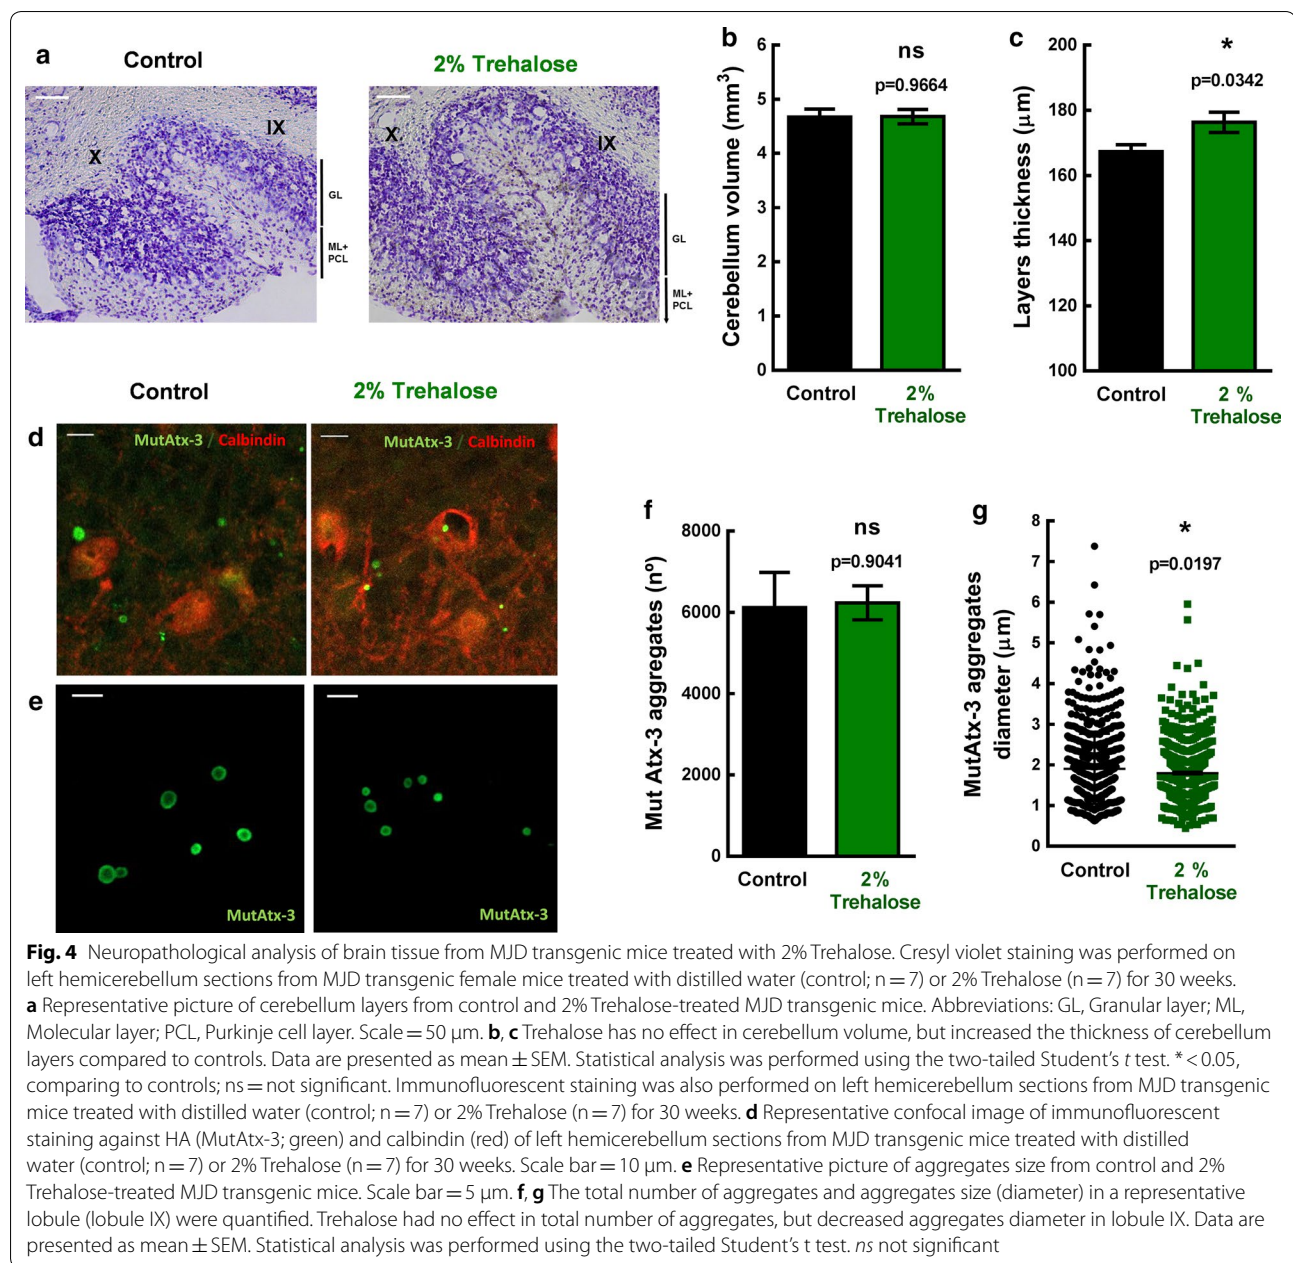 a
Control
2% Trehalose
IX
X
GL
ML+
PCL
X
IX
GL
ML+
PCL
b
Cerebellum volume (mm³)
6
5
4
3
2
1
0
ns
p=0.9664
Control
2%
Trehalose
c
Layers thickness (μm)
200
180
160
140
120
100
*
p=0.0342
Control
2 %
Trehalose
Control
2% Trehalose
d
MutAtx-3 / Calbindin
MutAtx-3 / Calbindin
e
MutAtx-3
MutAtx-3
f
Mut Atx-3 aggregates (nº)
8000
6000
4000
2000
0
ns
p=0.9041
Control
2%
Trehalose
g
MutAtx-3 aggregates
diameter (μm)
8
7
6
5
4
3
2
1
0
*
p=0.0197
Control
2 %
Trehalose
Fig. 4 Neuropathological analysis of brain tissue from MJD transgenic mice treated with 2% Trehalose. Cresyl violet staining was performed on
left hemicerebellum sections from MJD transgenic female mice treated with distilled water (control; n = 7) or 2% Trehalose (n = 7) for 30 weeks.
a Representative picture of cerebellum layers from control and 2% Trehalose-treated MJD transgenic mice. Abbreviations: GL, Granular layer; ML,
Molecular layer; PCL, Purkinje cell layer. Scale = 50 μm. b, c Trehalose has no effect in cerebellum volume, but increased the thickness of cerebellum
layers compared to controls. Data are presented as mean ± SEM. Statistical analysis was performed using the two-tailed Student's t test. * < 0.05,
comparing to controls; ns = not significant. Immunofluorescent staining was also performed on left hemicerebellum sections from MJD transgenic
mice treated with distilled water (control; n = 7) or 2% Trehalose (n = 7) for 30 weeks. d Representative confocal image of immunofluorescent
staining against HA (MutAtx-3; green) and calbindin (red) of left hemicerebellum sections from MJD transgenic mice treated with distilled
water (control; n = 7) or 2% Trehalose (n = 7) for 30 weeks. Scale bar = 10 μm. e Representative picture of aggregates size from control and 2%
Trehalose-treated MJD transgenic mice. Scale bar = 5 μm. f, g The total number of aggregates and aggregates size (diameter) in a representative
lobule (lobule IX) were quantified. Trehalose had no effect in total number of aggregates, but decreased aggregates diameter in lobule IX. Data are
presented as mean ± SEM. Statistical analysis was performed using the two-tailed Student's t test. ns not significant